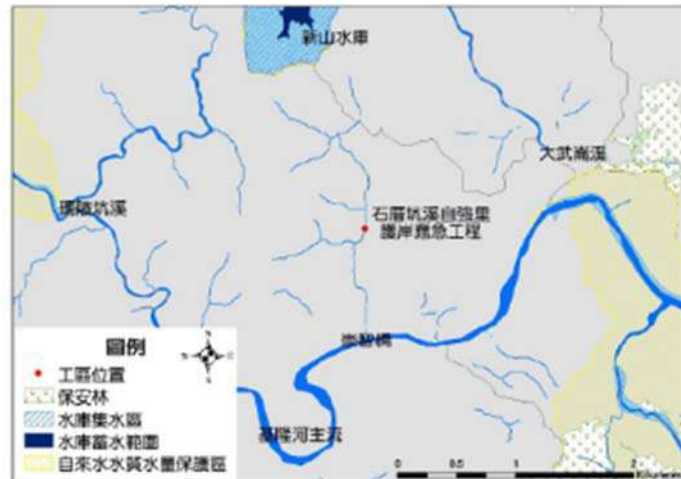 新山水庫
大武崙溪
瑪陵坑溪
石厝坑溪自強里
護岸應急工程
崇智橋
基隆河主流
圖例
N
W
E
S
工區位置
保安林
水庫集水區
水庫蓄水範圍
自來水水質水量保護區
0
0.5
1
2